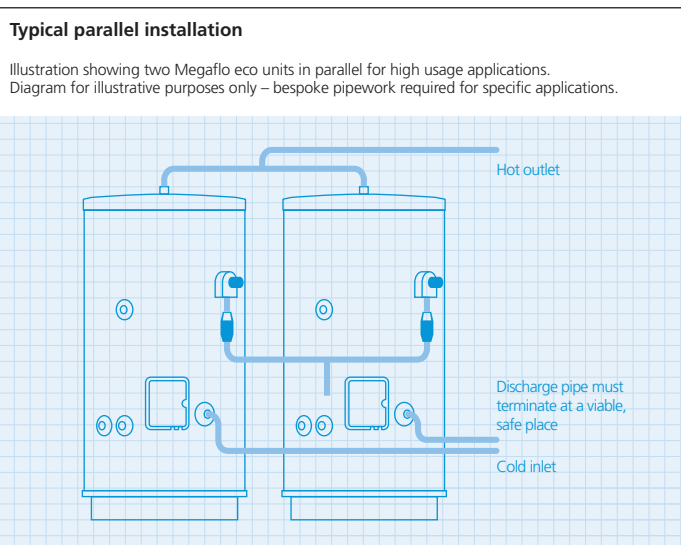 Typical parallel installation
Illustration showing two Megaflo eco units in parallel for high usage applications.
Diagram for illustrative purposes only – bespoke pipework required for specific applications.
Hot outlet
Discharge pipe must
terminate at a viable,
safe place
Cold inlet